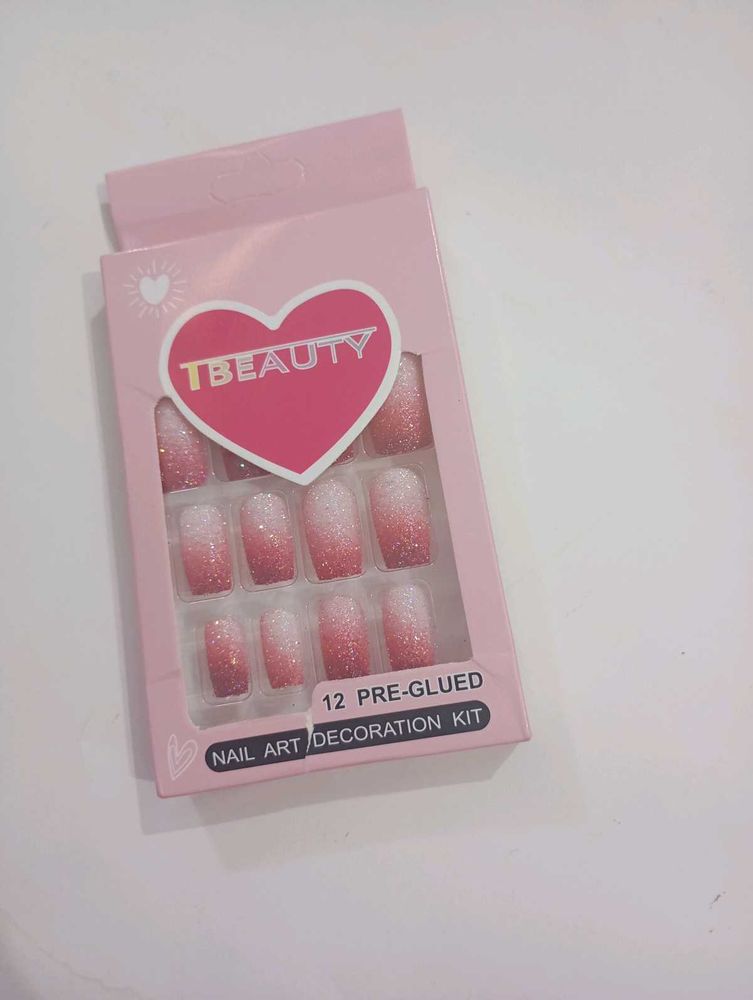 TBEAUTY
12 PRE-GLUED
NAIL ART DECORATION KIT